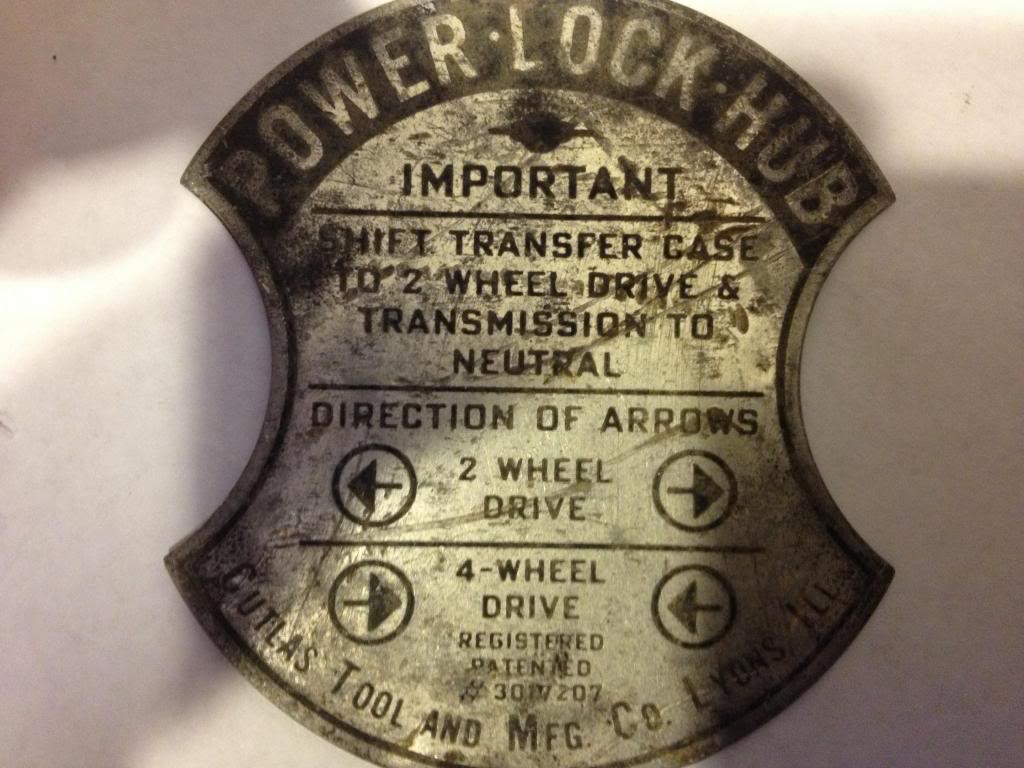 POWER·LOCK·HUB
IMPORTANT
SHIFT TRANSFER CASE
TO 2 WHEEL DRIVE &
TRANSMISSION TO
NEUTRAL
DIRECTION OF ARROWS
2 WHEEL
DRIVE
4-WHEEL
DRIVE
REGISTERED
PATENTED
# 3017207
CUTLAS TOOL AND MFG. CO. LYONS, ILL.